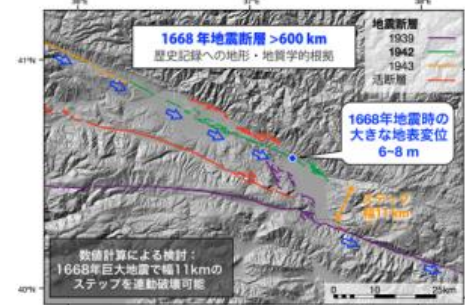 36°E
37°E
38°E
1668 年地震断層 >600 km
歴史記録への地形・地質学的根拠
地震断層
1939
1942
1943
活断層
41°N
1668年地震時の
大きな地表変位
6~8 m
ステップ
幅11km
数値計算による検討：
1668年巨大地震で幅11kmの
ステップを連動破壊可能
40°N
0
10
25km